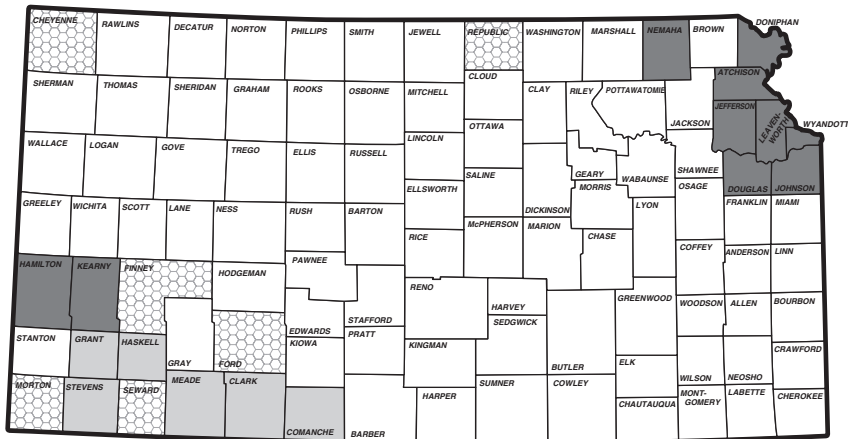 CHEYENNE RAWLINS DECATUR NORTON PHILLIPS SMITH JEWELL REPUBLIC WASHINGTON MARSHALL NEMAHA BROWN DONIPHAN
SHERMAN THOMAS SHERIDAN GRAHAM ROOKS OSBORNE MITCHELL CLOUD CLAY RILEY POTTAWATOMIE JACKSON ATCHISON
JEFFERSON LEAVEN-
WORTH WYANDOTT
WALLACE LOGAN GOVE TREGO ELLIS RUSSELL LINCOLN OTTAWA
SALINE DICKINSON GEARY WABAUNSE SHAWNEE DOUGLAS JOHNSON
GREELEY WICHITA SCOTT LANE NESS RUSH BARTON ELLSWORTH
McPHERSON MARION MORRIS LYON OSAGE FRANKLIN MIAMI
HAMILTON KEARNY FINNEY HODGEMAN PAWNEE RICE CHASE COFFEY ANDERSON LINN
STAFFORD RENO HARVEY GREENWOOD WOODSON ALLEN BOURBON
STANTON GRANT HASKELL GRAY FORD EDWARDS
KIOWA PRATT KINGMAN SEDGWICK BUTLER ELK WILSON NEOSHO CRAWFORD
MORTON STEVENS SEWARD MEADE CLARK COMANCHE BARBER HARPER SUMNER COWLEY CHAUTAUQUA MONT-
GOMERY LABETTE CHEROKEE